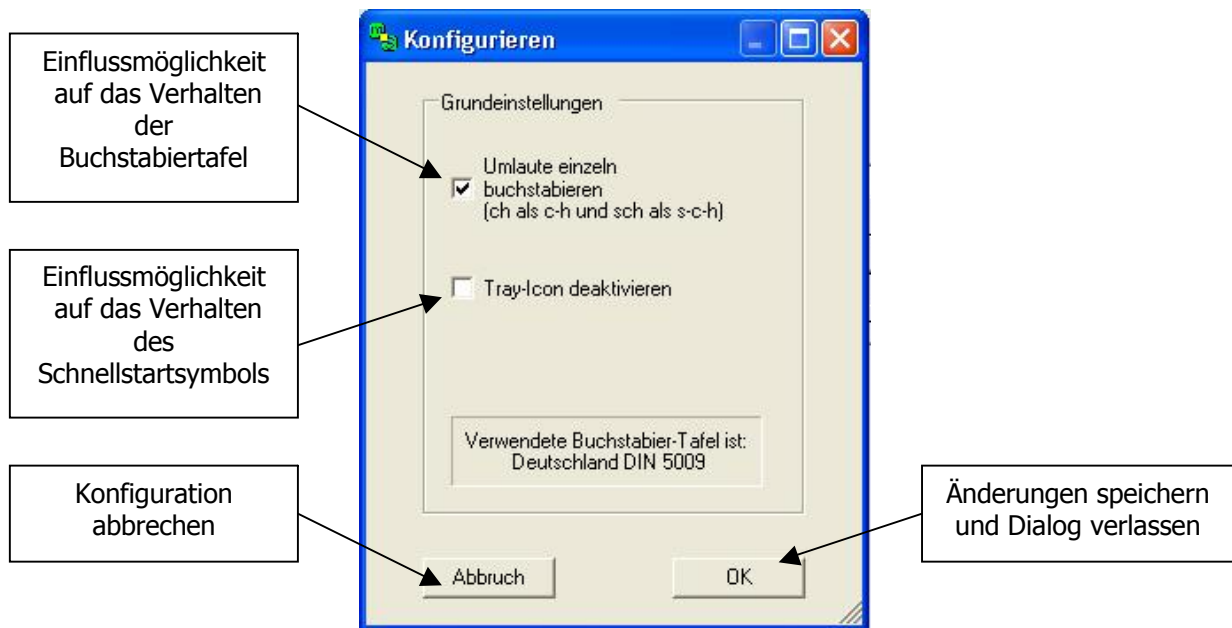 Konfigurieren
Einflussmöglichkeit
auf das Verhalten
der
Buchstabiertafel
Grundeinstellungen
Umlaute einzeln
buchstabieren
(ch als c-h und sch als s-c-h)
Einflussmöglichkeit
auf das Verhalten
des
Schnellstartsymbols
Tray-Icon deaktivieren
Verwendete Buchstabier-Tafel ist:
Deutschland DIN 5009
Konfiguration
abbrechen
Änderungen speichern
und Dialog verlassen
Abbruch
OK